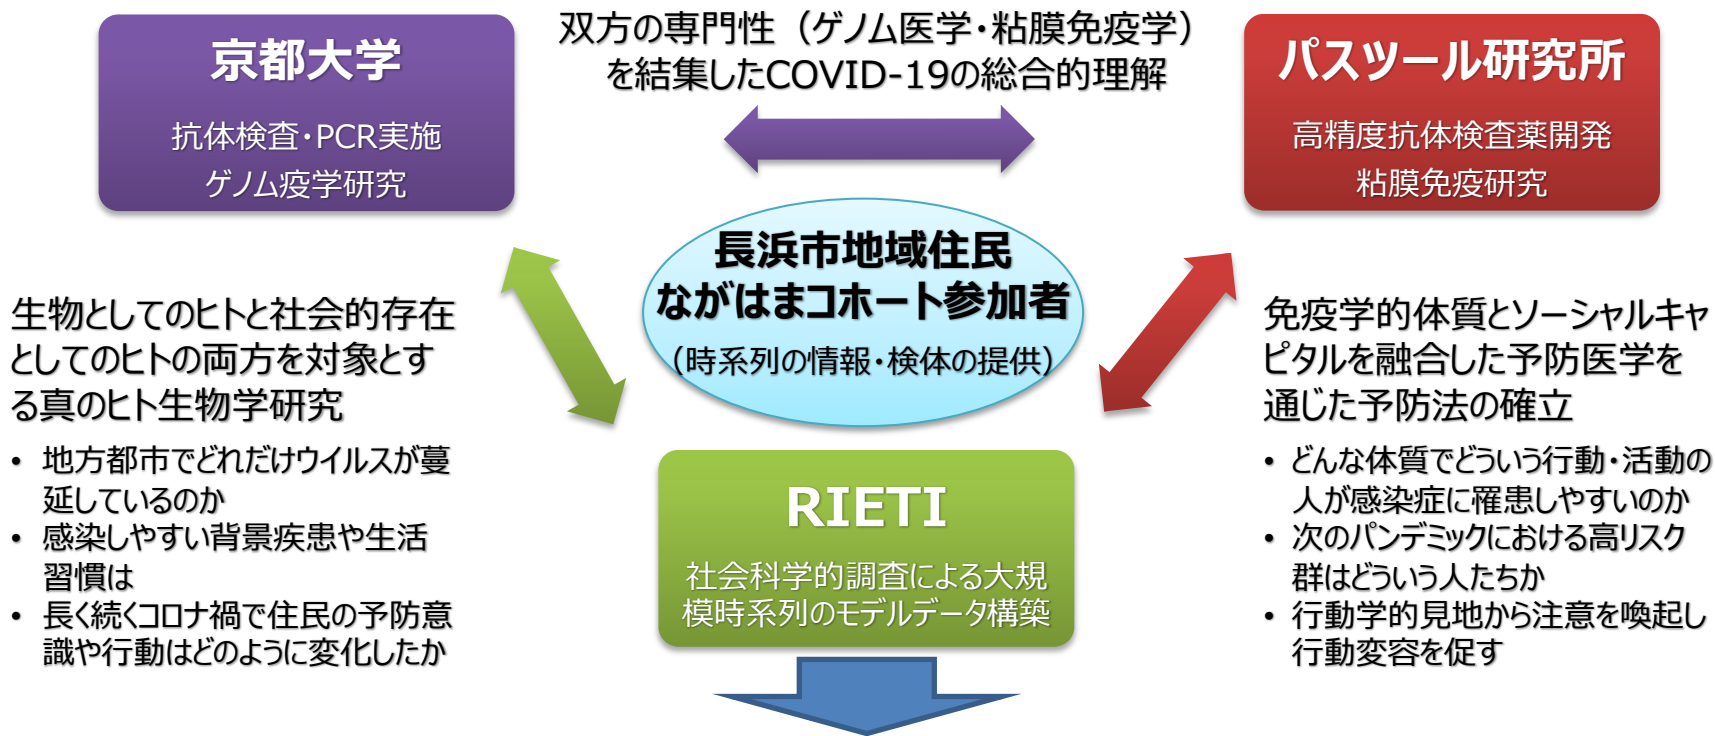 京都大学
抗体検査・PCR実施
ゲノム疫学研究
双方の専門性（ゲノム医学・粘膜免疫学）
を結集したCOVID-19の総合的理解
パスツール研究所
高精度抗体検査薬開発
粘膜免疫研究
長浜市地域住民
ながはまコホート参加者
（時系列の情報・検体の提供）
生物としてのヒトと社会的存在
としてのヒトの両方を対象とす
る真のヒト生物学研究
• 地方都市でどれだけウイルスが蔓
延しているのか
• 感染しやすい背景疾患や生活
習慣は
• 長く続くコロナ禍で住民の予防意
識や行動はどのように変化したか
RIETI
社会科学的調査による大規
模時系列のモデルデータ構築
免疫学的体質とソーシャルキャ
ピタルを融合した予防医学を
通じた予防法の確立
• どんな体質でどういう行動・活動の
人が感染症に罹患しやすいのか
• 次のパンデミックにおける高リスク
群はどういう人たちか
• 行動学的見地から注意を喚起し
行動変容を促す